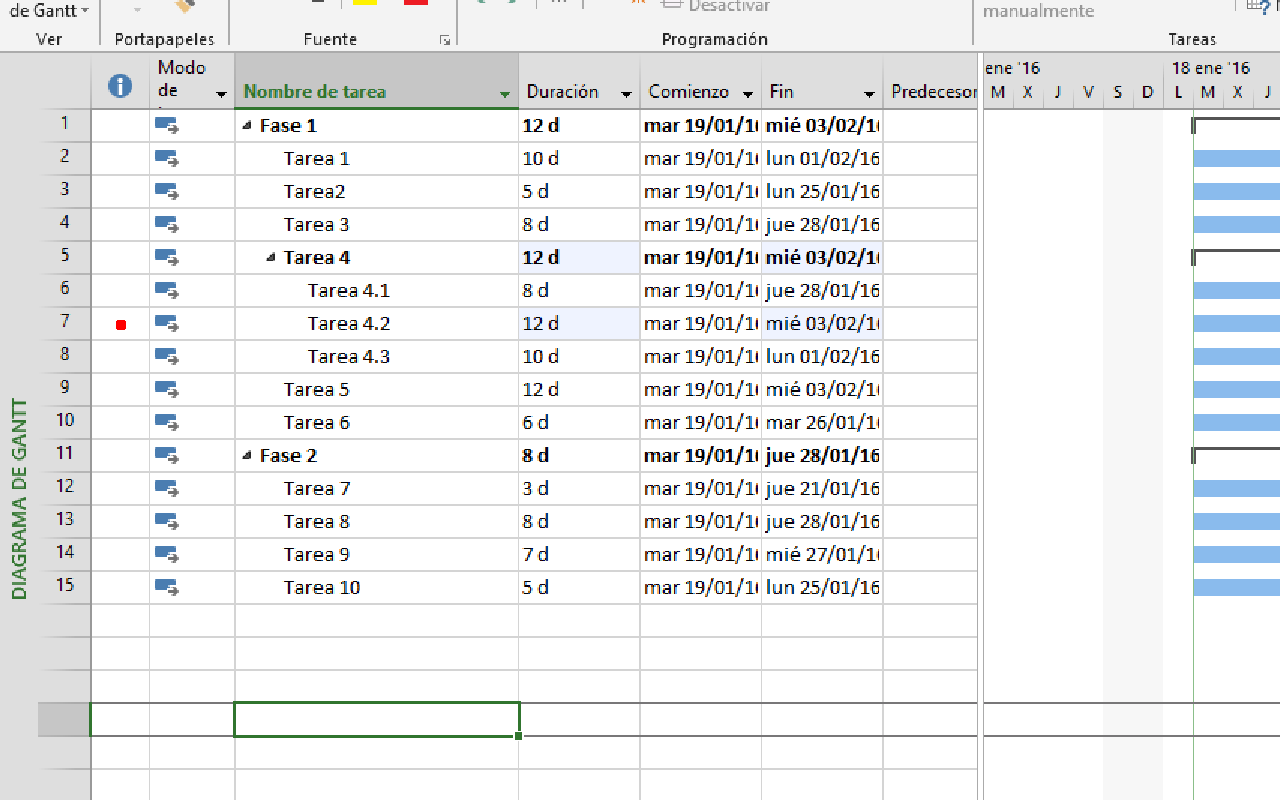 de Gantt
Desactivar
manualmente
Ver Portapapeles Fuente Programación Tareas
Modo de Nombre de tarea Duración Comienzo Fin Predecesor
ene '16 18 ene '16
M X J V S D L M X J
1 Fase 1 12 d mar 19/01/1 mié 03/02/1
2 Tarea 1 10 d mar 19/01/1 lun 01/02/16
3 Tarea2 5 d mar 19/01/1 lun 25/01/16
4 Tarea 3 8 d mar 19/01/1 jue 28/01/16
5 Tarea 4 12 d mar 19/01/1 mié 03/02/1
6 Tarea 4.1 8 d mar 19/01/1 jue 28/01/16
7 Tarea 4.2 12 d mar 19/01/1 mié 03/02/1
8 Tarea 4.3 10 d mar 19/01/1 lun 01/02/16
9 Tarea 5 12 d mar 19/01/1 mié 03/02/1
10 Tarea 6 6 d mar 19/01/1 mar 26/01/1
11 Fase 2 8 d mar 19/01/1 jue 28/01/16
12 Tarea 7 3 d mar 19/01/1 jue 21/01/16
13 Tarea 8 8 d mar 19/01/1 jue 28/01/16
14 Tarea 9 7 d mar 19/01/1 mié 27/01/1
15 Tarea 10 5 d mar 19/01/1 lun 25/01/16
DIAGRAMA DE GANTT